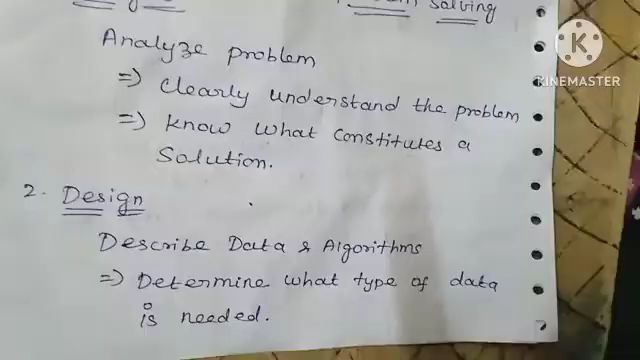 Solving
Analyze problem
=> Clearly understand the problem
=> Know what constitutes a
Solution.
2. Design
Describe Data & Algorithms
=> Determine what type of data
is needed.
KINEMASTER